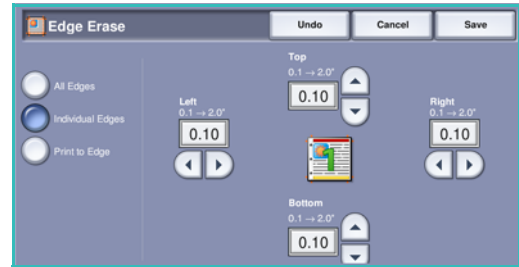 Edge Erase
Undo
Cancel
Save
All Edges
Individual Edges
Print to Edge
Top
0.1 → 2.0"
0.10
Left
0.1 → 2.0"
0.10
Right
0.1 → 2.0"
0.10
Bottom
0.1 → 2.0"
0.10